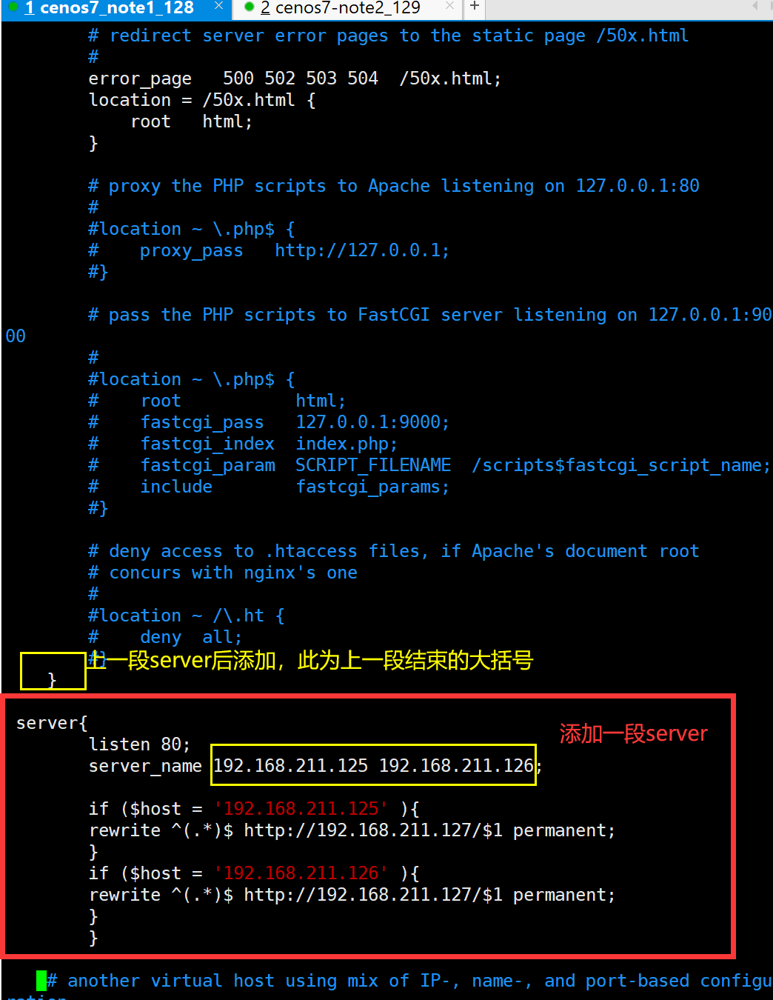 1 cenos7_note1_128 × 2 cenos7-note2_129 × +
# redirect server error pages to the static page /50x.html
#
error_page   500 502 503 504  /50x.html;
location = /50x.html {
root   html;
}
# proxy the PHP scripts to Apache listening on 127.0.0.1:80
#
#location ~ \.php$ {
#    proxy_pass   http://127.0.0.1;
#}
# pass the PHP scripts to FastCGI server listening on 127.0.0.1:90
00
#
#location ~ \.php$ {
#    root           html;
#    fastcgi_pass   127.0.0.1:9000;
#    fastcgi_index  index.php;
#    fastcgi_param  SCRIPT_FILENAME  /scripts$fastcgi_script_name;
#    include        fastcgi_params;
#}
# deny access to .htaccess files, if Apache's document root
# concurs with nginx's one
#
#location ~ /\.ht {
#    deny  all;
#}
上一段server后添加，此为上一段结束的大括号
}
server{
添加一段server
listen 80;
server_name 192.168.211.125 192.168.211.126;
if ($host = '192.168.211.125' ){
rewrite ^(.*)$ http://192.168.211.127/$1 permanent;
}
if ($host = '192.168.211.126' ){
rewrite ^(.*)$ http://192.168.211.127/$1 permanent;
}
}
# another virtual host using mix of IP-, name-, and port-based configu
ration